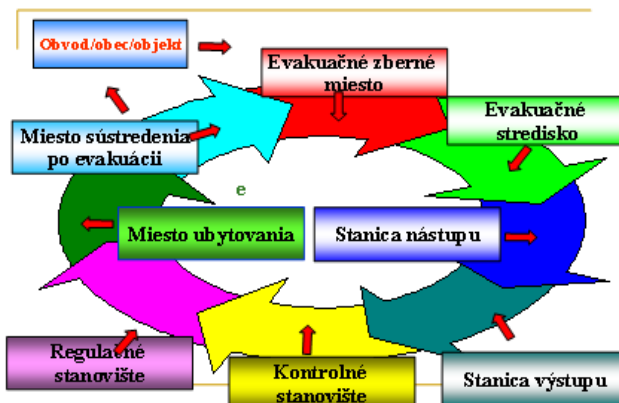 Obvod/obec/objekt
Evakuačné zberné
miesto
Evakuačné
stredisko
Miesto sústredenia
po evakuácii
e
Miesto ubytovania
Stanica nástupu
Regulačné
stanovište
Kontrolné
stanovište
Stanica výstupu